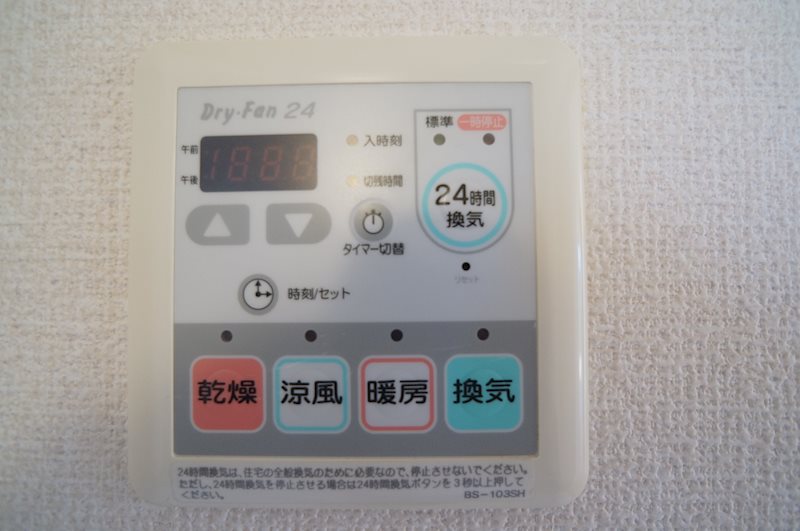 Dry・Fan 24
標準 一時停止
午前
188:8
入時刻
午後
切残時間
24時間
換気
タイマー切替
リセット
時刻/セット
乾燥 涼風 暖房 換気
24時間換気は、住宅の全般換気のために必要なので、停止させないでください。
ただし、24時間換気を停止させる場合は24時間換気ボタンを3秒以上押して
ください。
BS-103SH